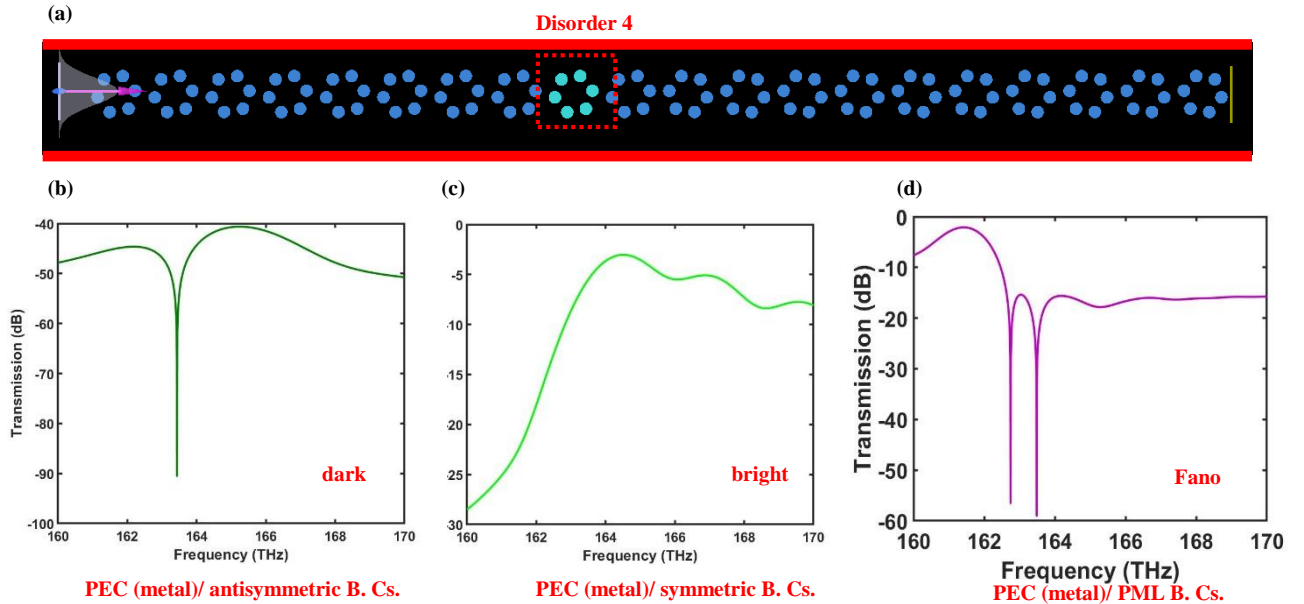 (a)
Disorder 4
(b)
(c)
(d)
-40
-50
-60
-70
-80
-90
-100
Transmission (dB)
dark
160 162 164 166 168 170
Frequency (THz)
PEC (metal)/ antisymmetric B. Cs.
0
-5
-10
-15
-20
-25
-30
Transmission (dB)
bright
160 162 164 166 168 170
Frequency (THz)
PEC (metal)/ symmetric B. Cs.
0
-10
-20
-30
-40
-50
-60
Transmission (dB)
Fano
160 162 164 166 168 170
Frequency (THz)
PEC (metal)/ PML B. Cs.